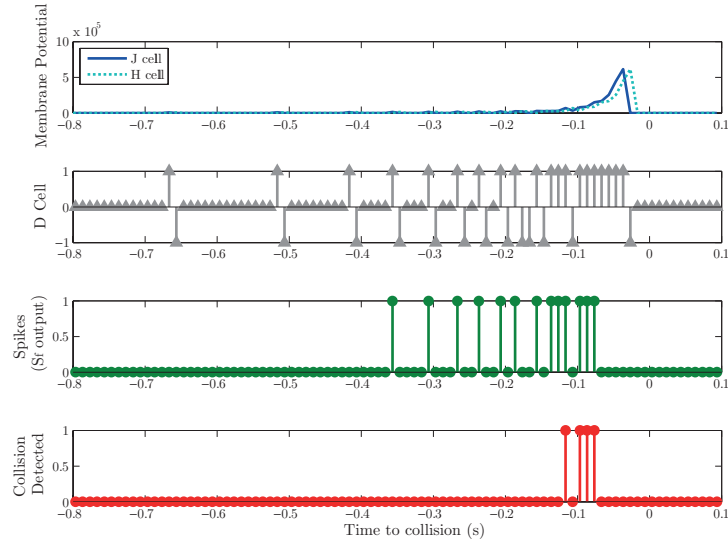 x 10⁵
Membrane Potential
10
5
0
J cell
H cell
−0.8 −0.7 −0.6 −0.5 −0.4 −0.3 −0.2 −0.1 0 0.1
D Cell
1
0
−1
−0.8 −0.7 −0.6 −0.5 −0.4 −0.3 −0.2 −0.1 0 0.1
Spikes
(Sf output)
1
0.5
0
−0.8 −0.7 −0.6 −0.5 −0.4 −0.3 −0.2 −0.1 0 0.1
Collision
Detected
1
0.5
0
−0.8 −0.7 −0.6 −0.5 −0.4 −0.3 −0.2 −0.1 0 0.1
Time to collision (s)